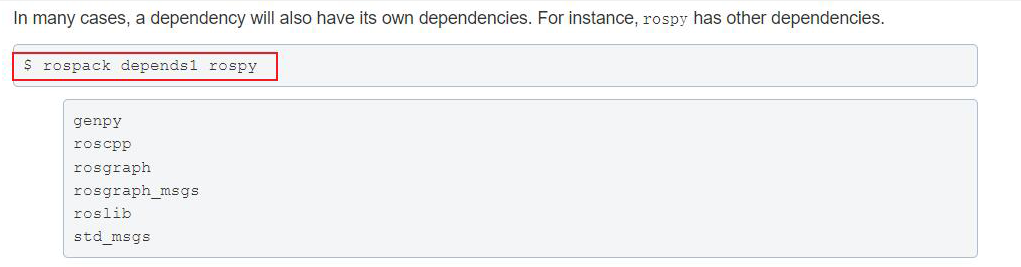 In many cases, a dependency will also have its own dependencies. For instance, rospy has other dependencies.
$ rospack depends1 rospy
genpy
roscpp
rosgraph
rosgraph_msgs
roslib
std_msgs